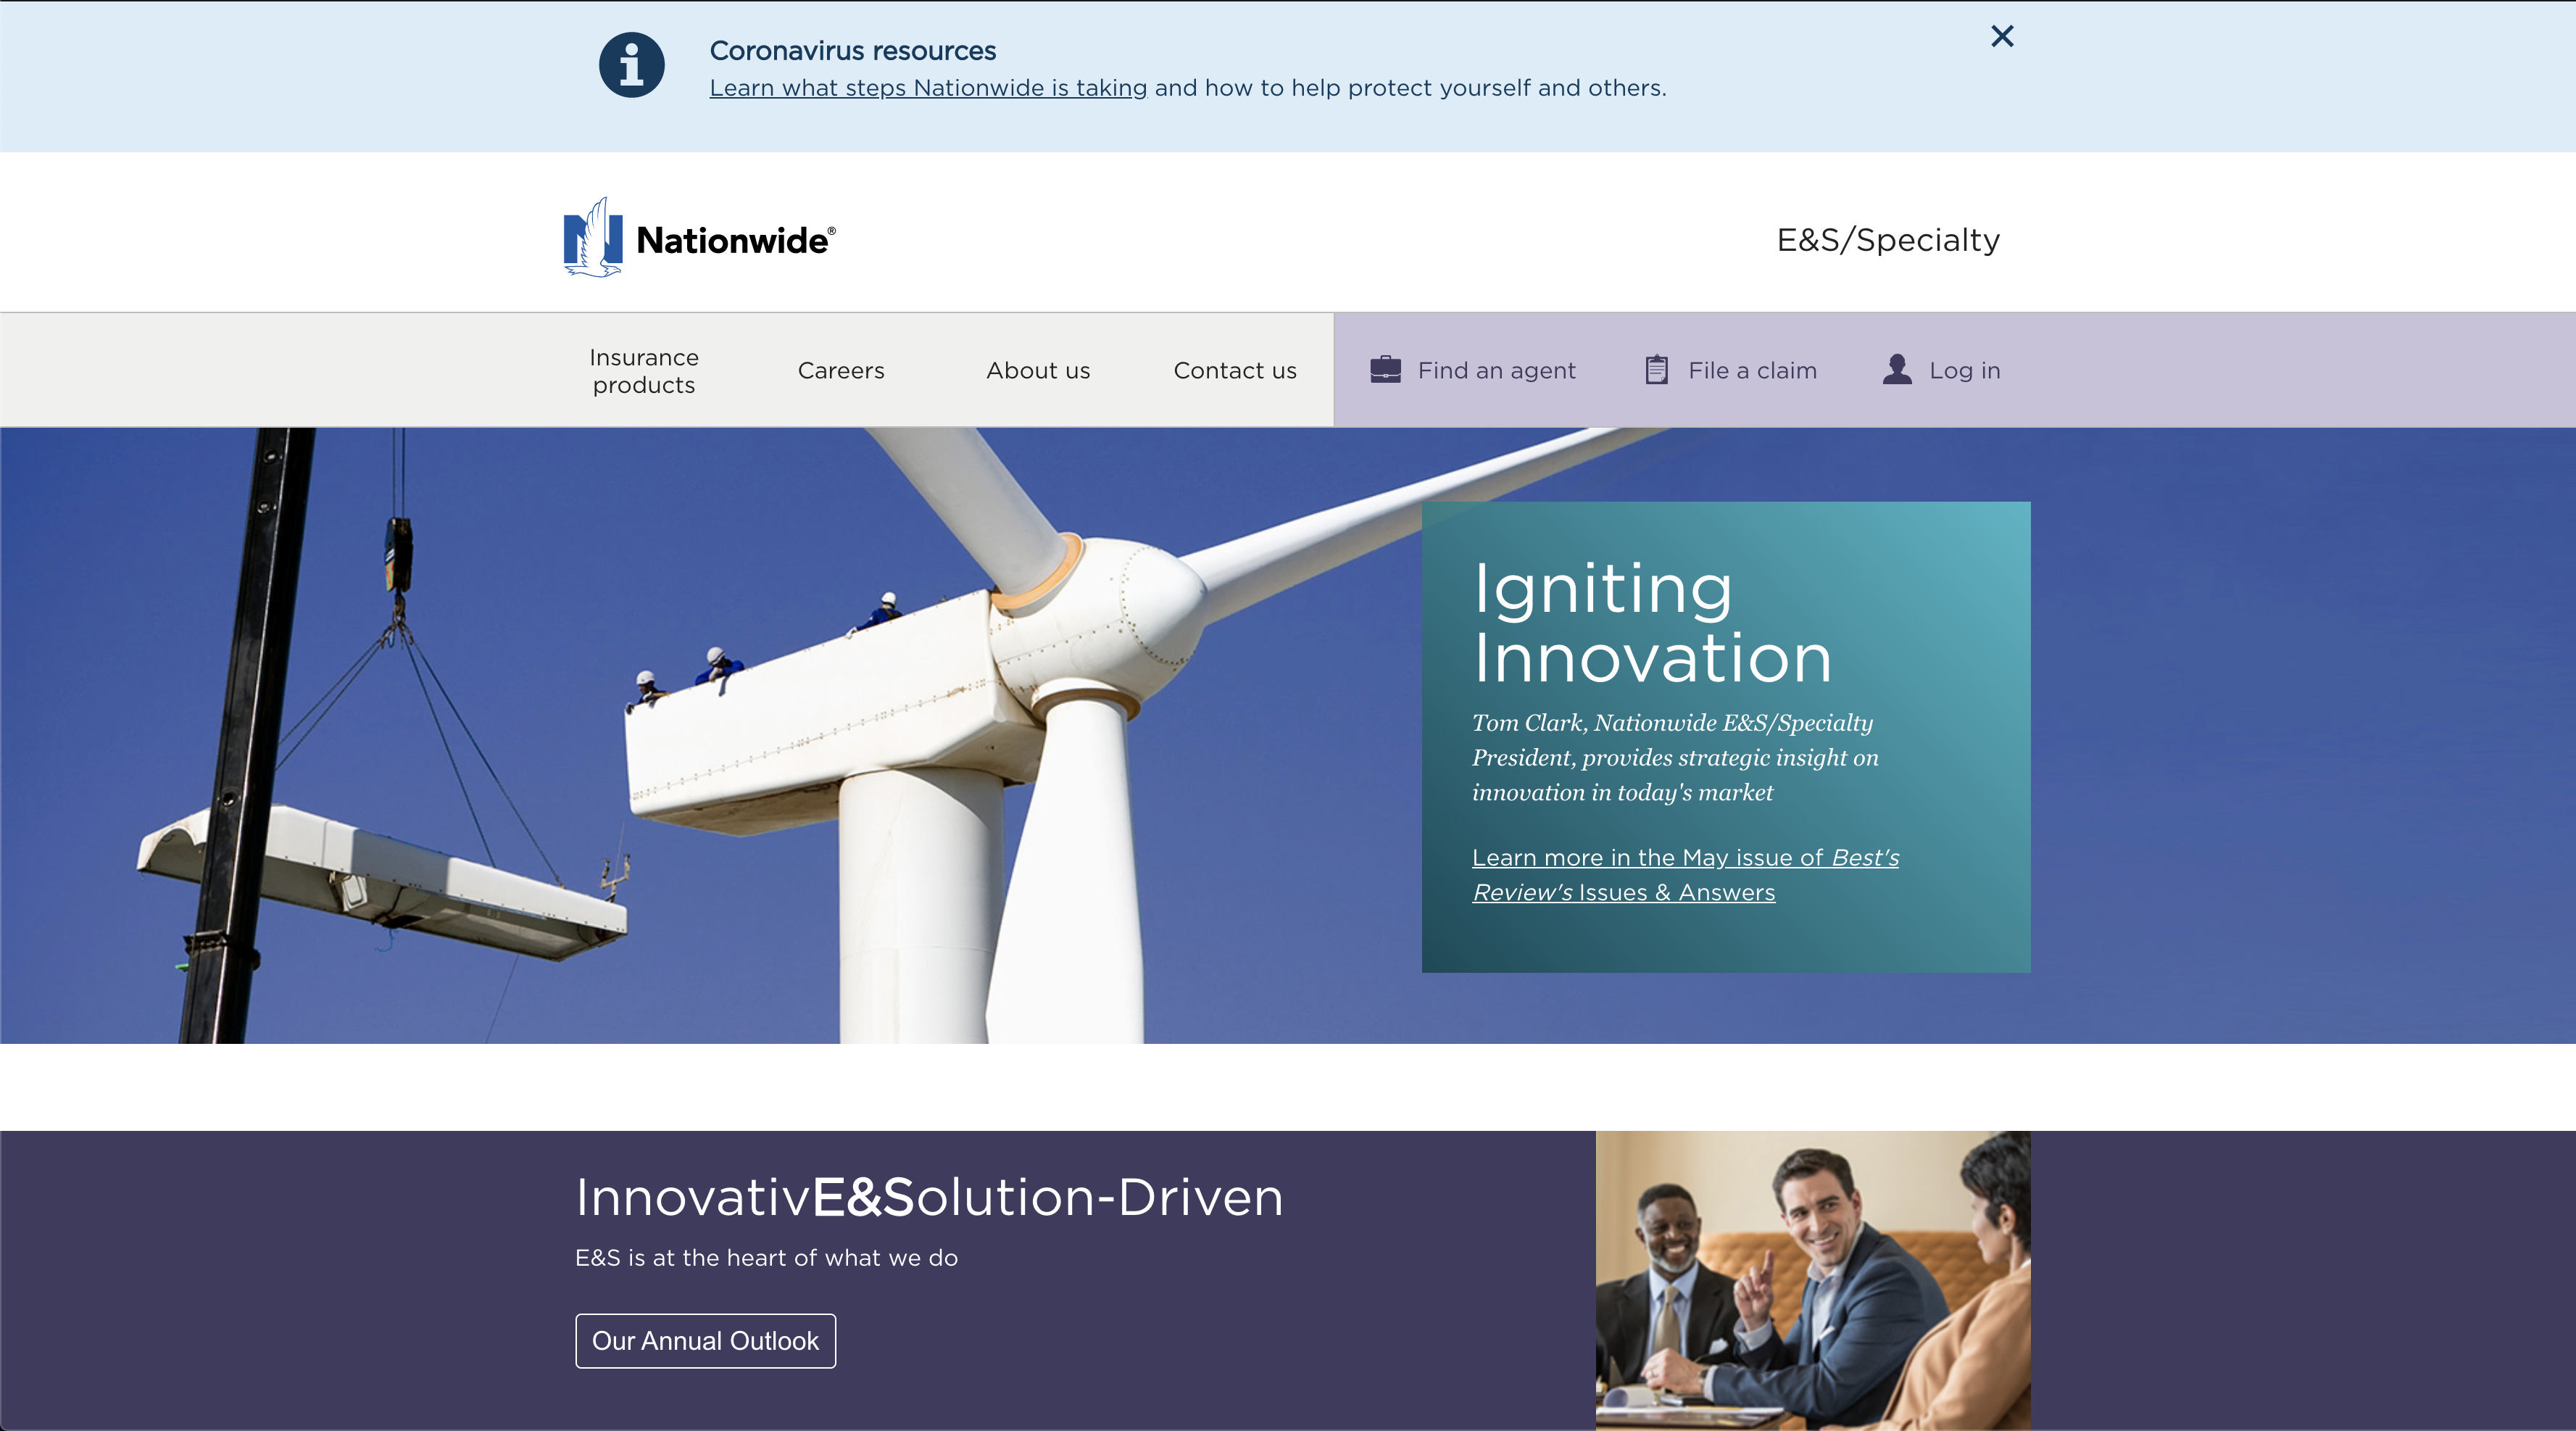 Coronavirus resources
Learn what steps Nationwide is taking and how to help protect yourself and others.
Nationwide®
E&S/Specialty
Insurance
products
Careers
About us
Contact us
Find an agent
File a claim
Log in
Igniting
Innovation
Tom Clark, Nationwide E&S/Specialty
President, provides strategic insight on
innovation in today's market
Learn more in the May issue of Best's
Review's Issues & Answers
InnovativE&Solution-Driven
E&S is at the heart of what we do
Our Annual Outlook